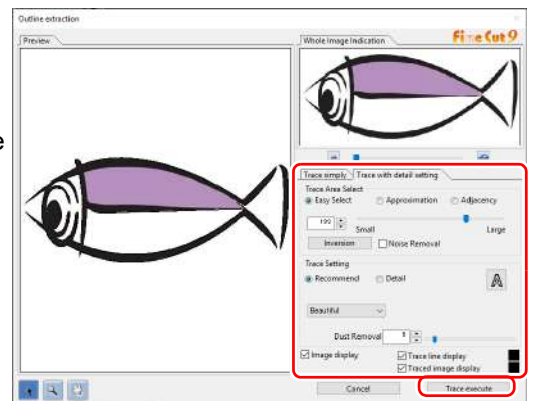 Outline extraction
Preview
Whole Image Indication
Fine Cut 9
e
Trace simply
Trace with detail setting
Trace Area Select
Easy Select
Approximation
Adjacency
Small
Large
Inversion
Noise Removal
Trace Setting
Recommend
Detail
A
Beautiful
Dust Removal
Image display
Trace line display
Traced image display
Cancel
Trace execute